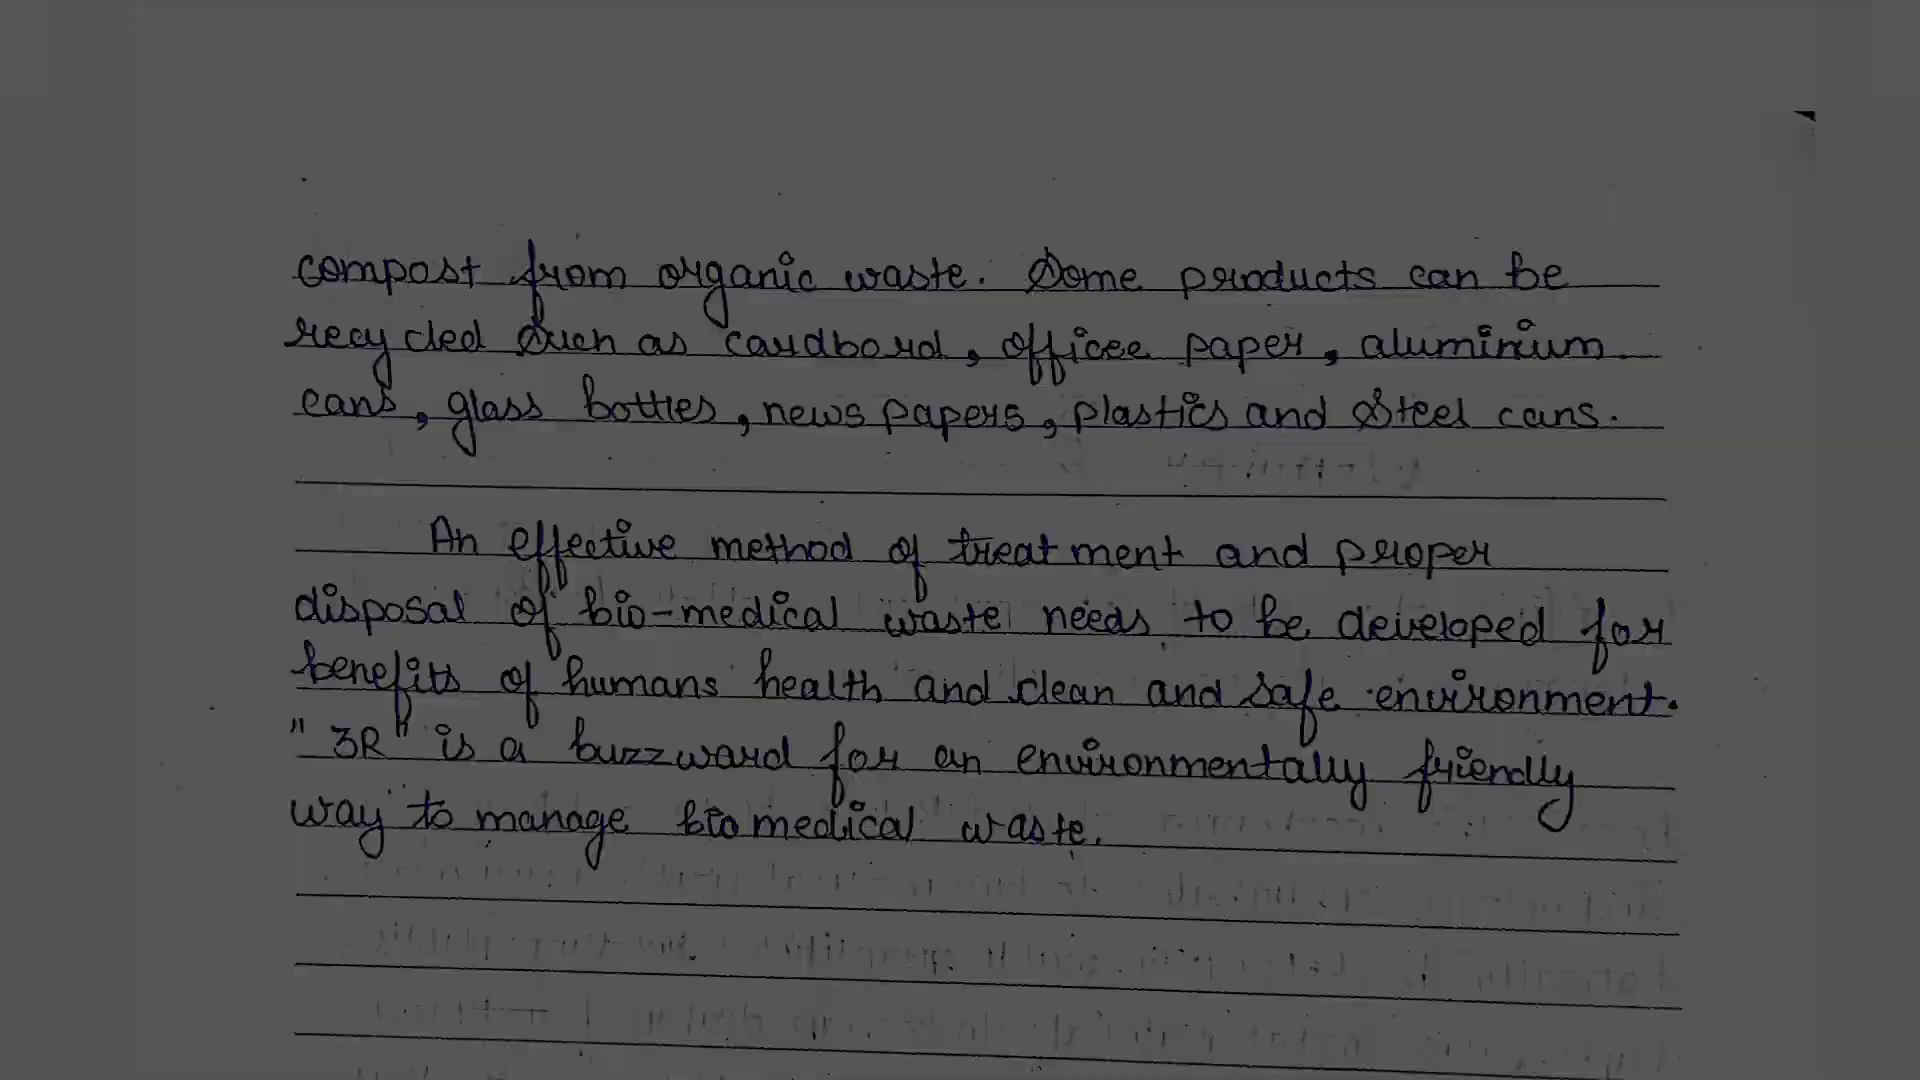 compost from organic waste. Some products can be
recycled such as cardbord, officee paper, aluminium
cans, glass bottles, news papers, plastics and steel cans.
An effective method of treatment and proper
disposal of bio-medical waste needs to be developed for
benefits of humans health and clean and safe environment.
"3R" is a buzzward for an environmentally friendly
way to manage bio medical waste.